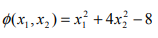 ϕ(x₁,x₂) = x₁² + 4x₂² − 8